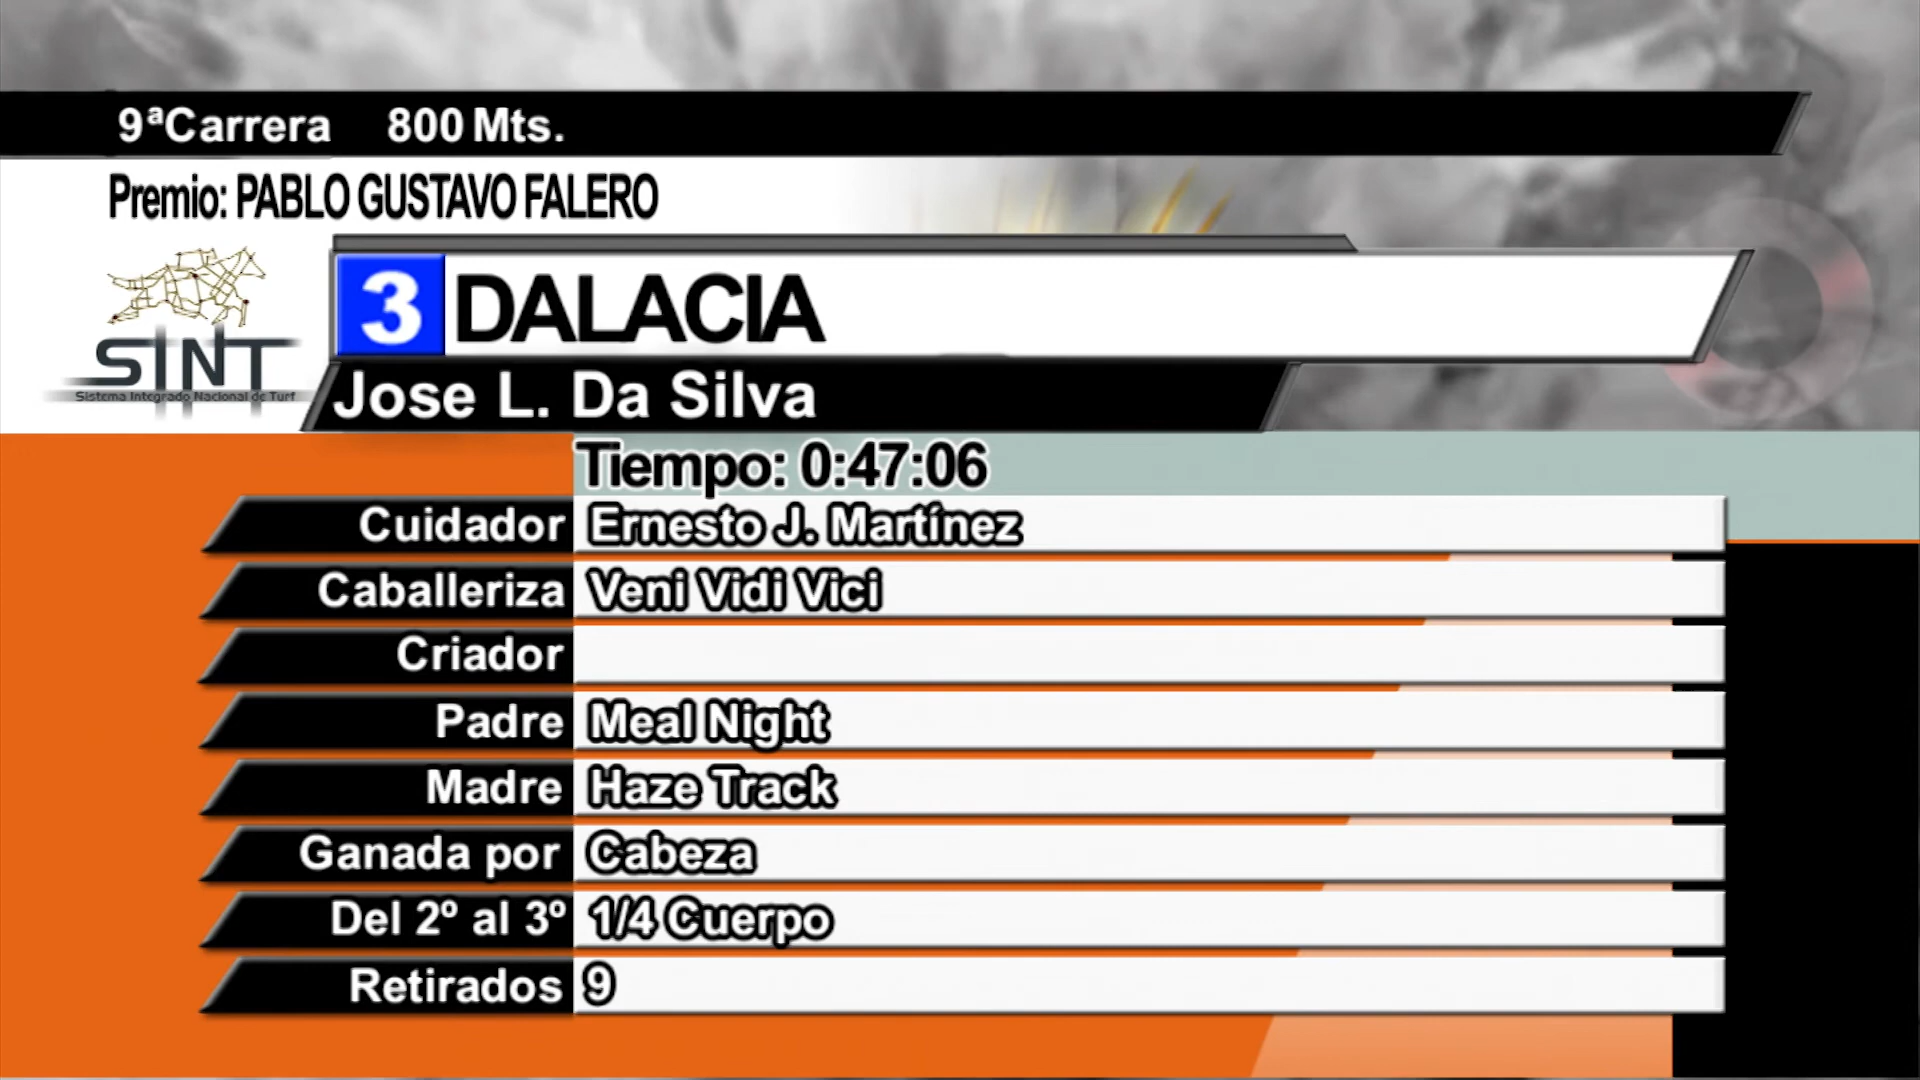 9ªCarrera 800 Mts.
Premio: PABLO GUSTAVO FALERO
SINT
Sistema Integrado Nacional de Turf
3 DALACIA
Jose L. Da Silva
Tiempo: 0:47:06
Cuidador Ernesto J. Martínez
Caballeriza Veni Vidi Vici
Criador
Padre Meal Night
Madre Haze Track
Ganada por Cabeza
Del 2º al 3º 1/4 Cuerpo
Retirados 9